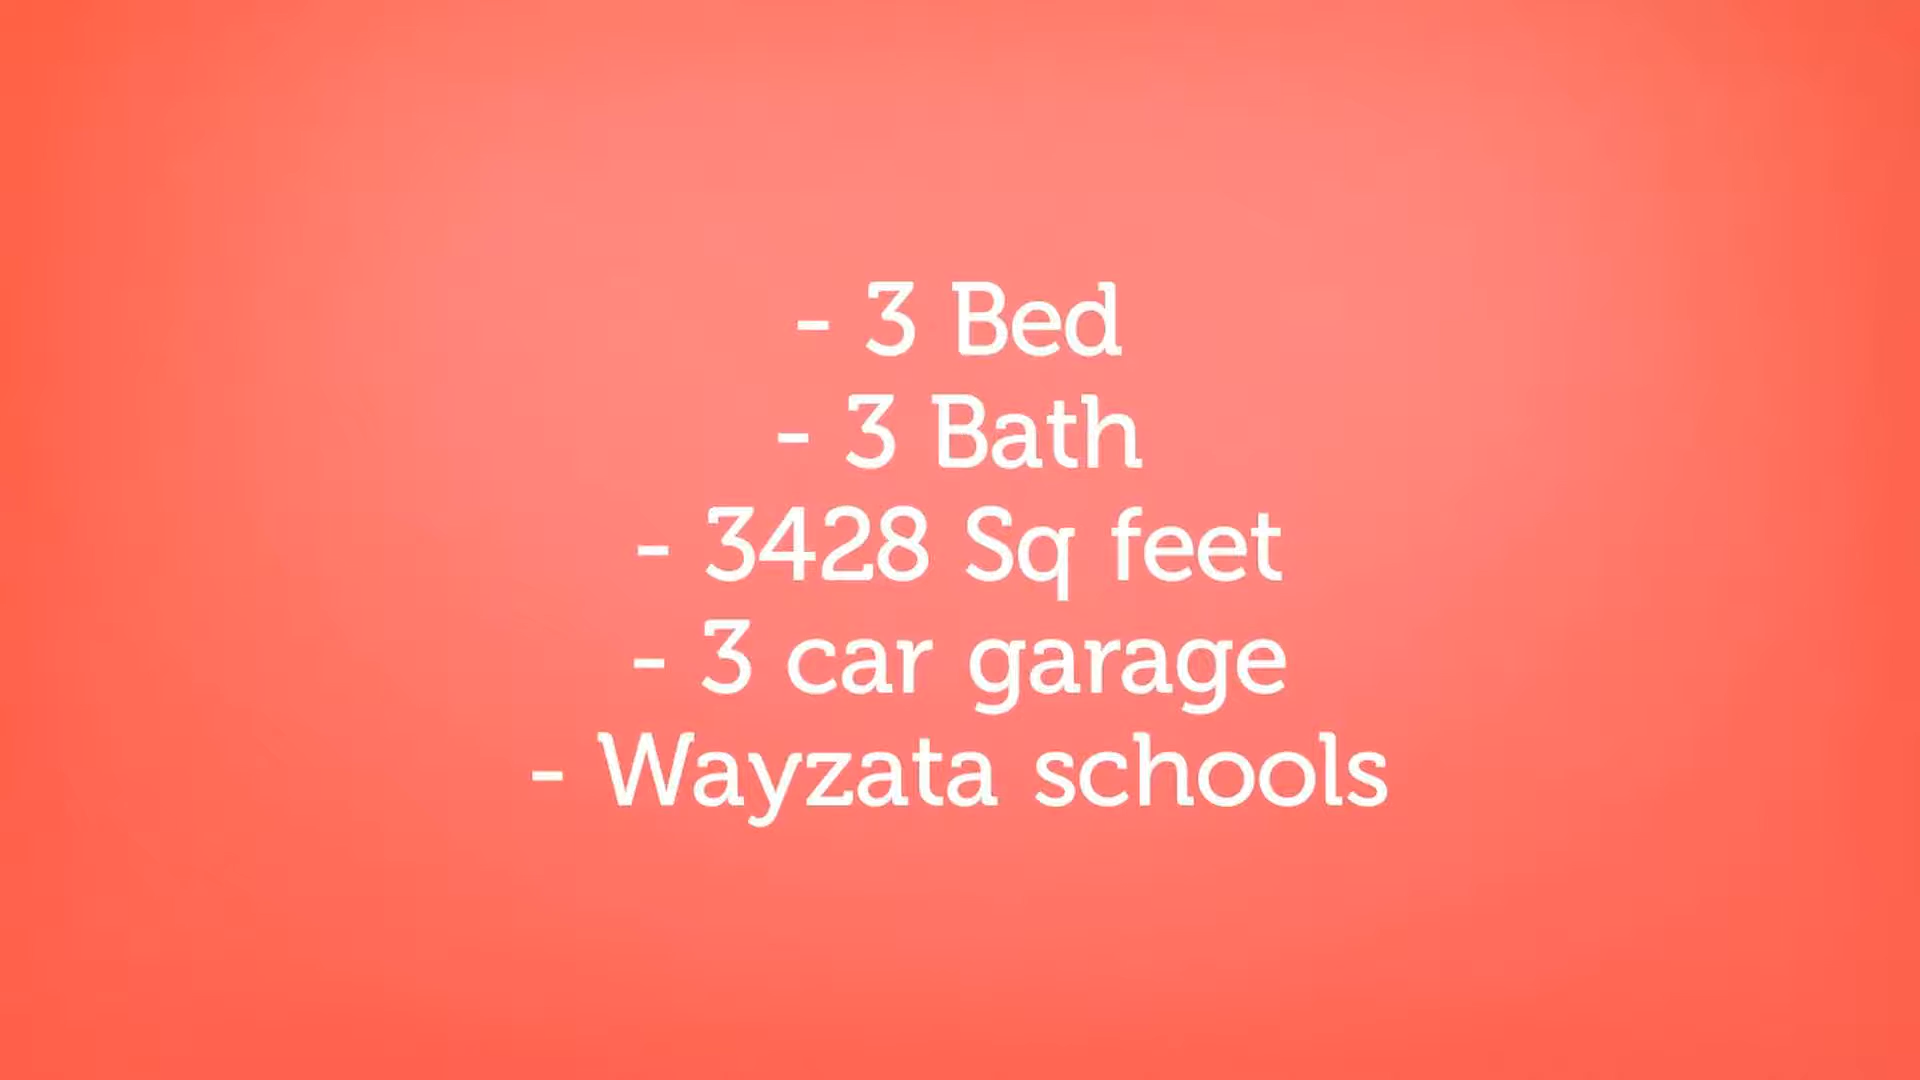 - 3 Bed
- 3 Bath
- 3428 Sq feet
- 3 car garage
- Wayzata schools